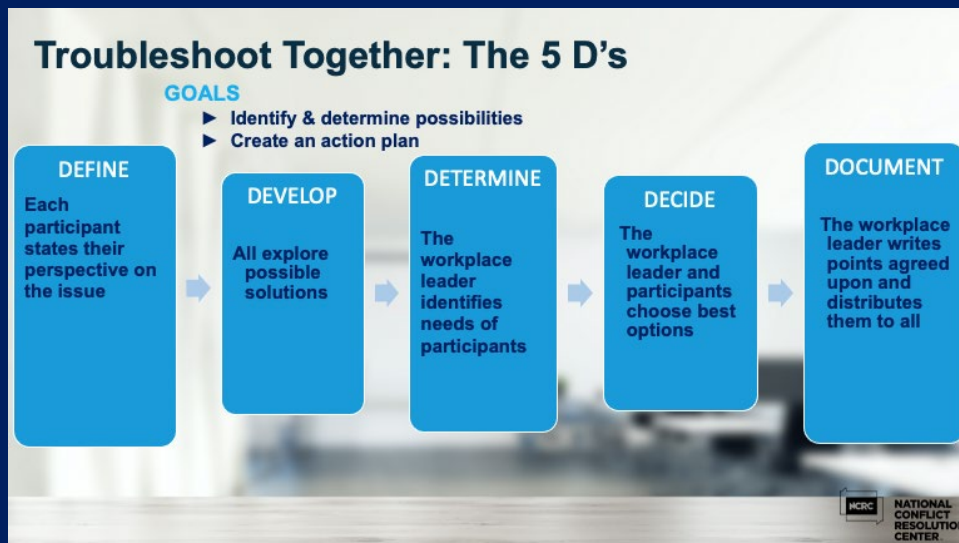 Troubleshoot Together: The 5 D's
GOALS
► Identify & determine possibilities
► Create an action plan
DEFINE
Each
participant
states their
perspective on
the issue
DEVELOP
All explore
possible
solutions
DETERMINE
The
workplace
leader
identifies
needs of
participants
DECIDE
The
workplace
leader and
participants
choose best
options
DOCUMENT
The workplace
leader writes
points agreed
upon and
distributes
them to all
NCRC
NATIONAL
CONFLICT
RESOLUTION
CENTER